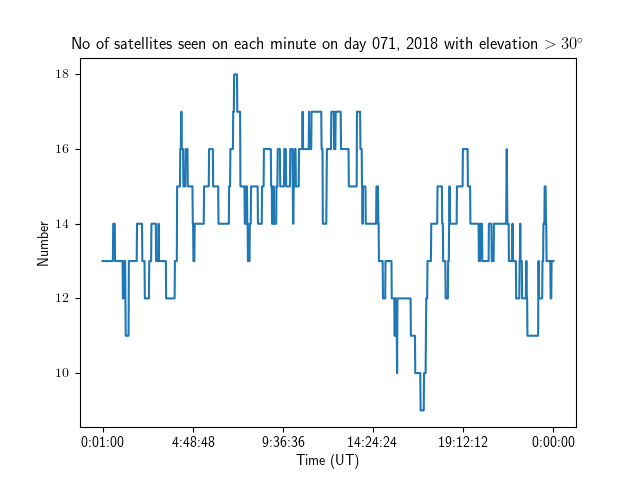 No of satellites seen on each minute on day 071, 2018 with elevation > 30°
18
16
14
12
10
Number
0:01:00 4:48:48 9:36:36 14:24:24 19:12:12 0:00:00
Time (UT)